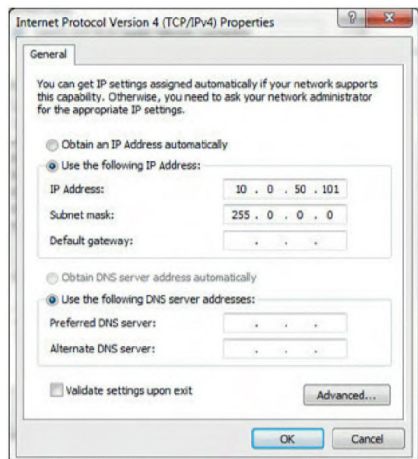 Internet Protocol Version 4 (TCP/IPv4) Properties
General
You can get IP settings assigned automatically if your network supports
this capability. Otherwise, you need to ask your network administrator
for the appropriate IP settings.
Obtain an IP Address automatically
Use the following IP Address:
IP Address: 10 . 0 . 50 . 101
Subnet mask: 255 . 0 . 0 . 0
Default gateway: . . .
Obtain DNS server address automatically
Use the following DNS server addresses:
Preferred DNS server: . . .
Alternate DNS server: . . .
Validate settings upon exit
Advanced...
OK Cancel